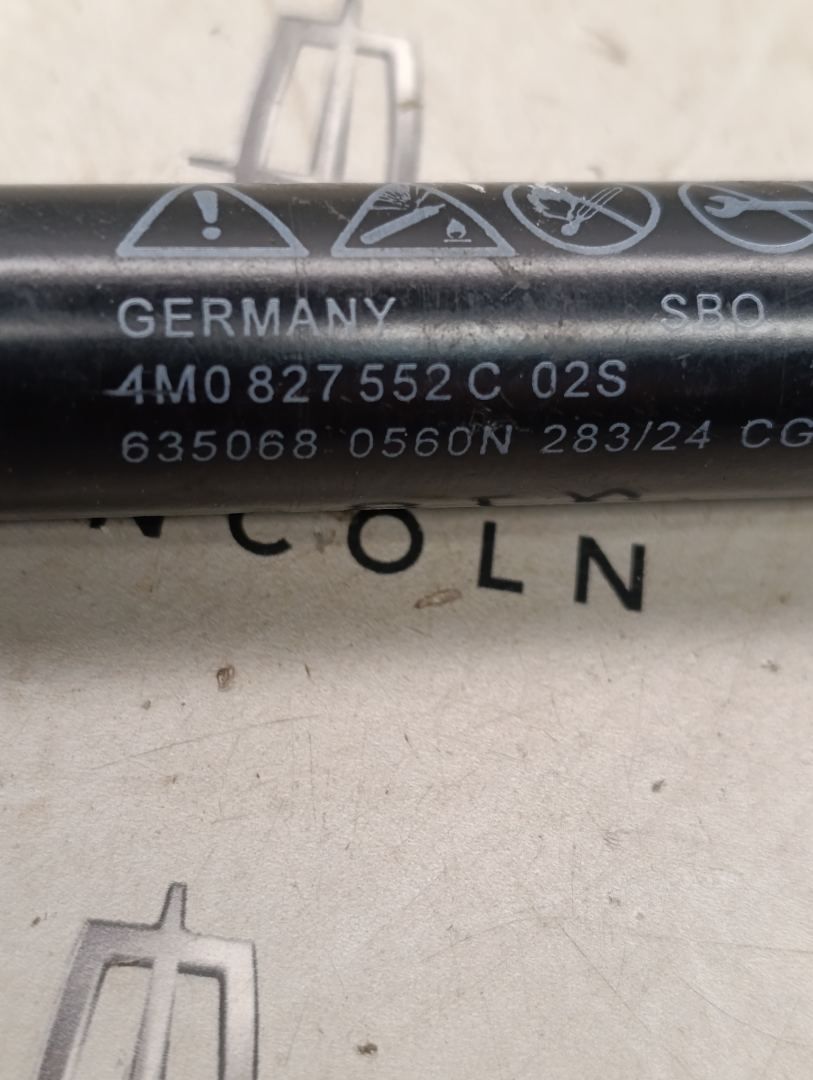 GERMANY SBO
4M0 827 552 C 02S
635068 0560N 283/24 CG
NCOLN